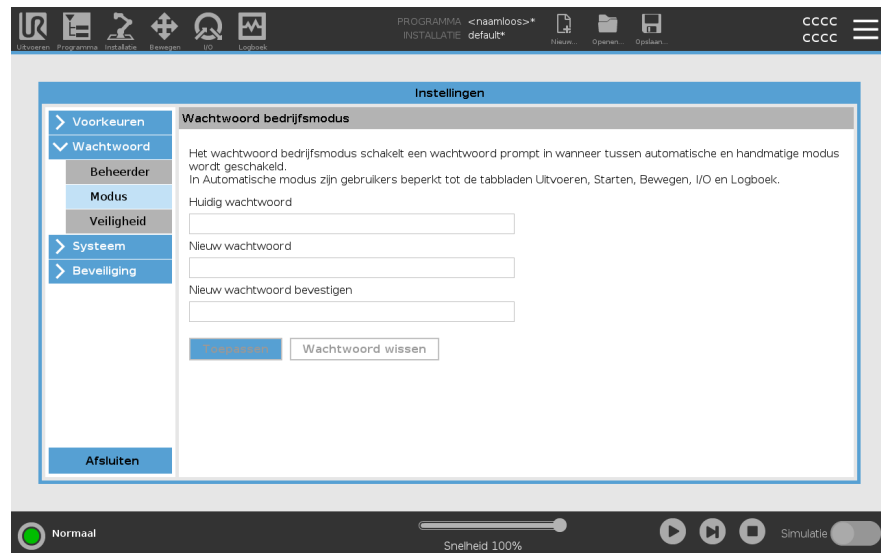 PROGRAMMA <naamloos>*
INSTALLATIE default*
cccc
cccc
Uitvoeren Programma Installatie Bewegen I/O Logboek Nieuw... Openen... Opslaan...
Instellingen
Voorkeuren
Wachtwoord
Beheerder
Modus
Veiligheid
Systeem
Beveiliging
Afsluiten
Wachtwoord bedrijfsmodus
Het wachtwoord bedrijfsmodus schakelt een wachtwoord prompt in wanneer tussen automatische en handmatige modus
wordt geschakeld.
In Automatische modus zijn gebruikers beperkt tot de tabbladen Uitvoeren, Starten, Bewegen, I/O en Logboek.
Huidig wachtwoord
Nieuw wachtwoord
Nieuw wachtwoord bevestigen
Toepassen Wachtwoord wissen
Normaal
Snelheid 100%
Simulatie